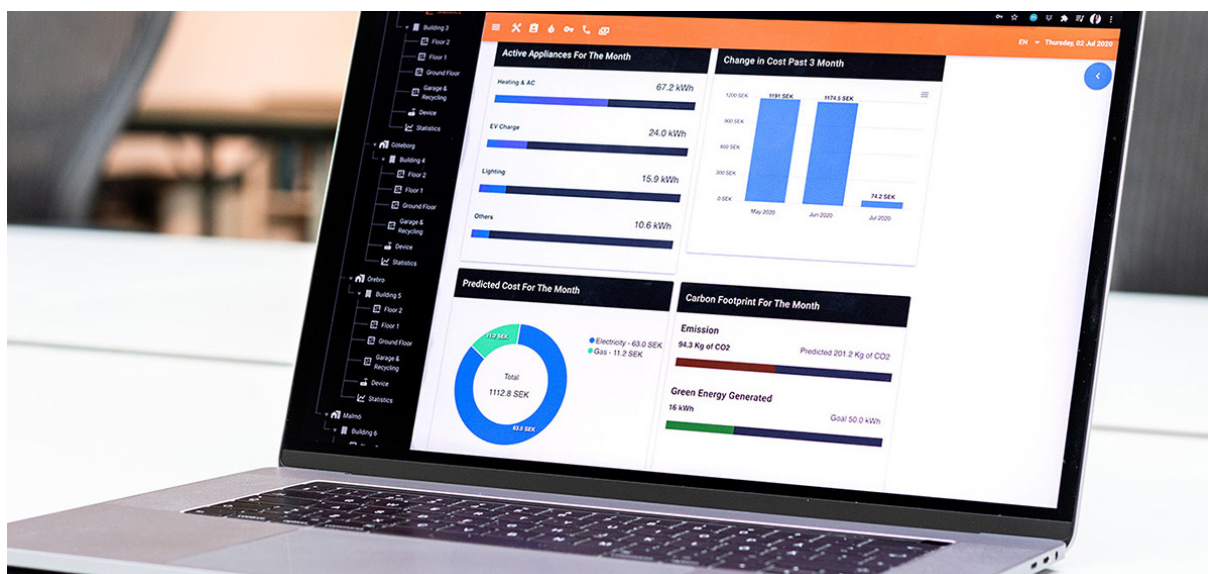 Statistics
Building 3
Floor 2
Floor 1
Ground Floor
Garage &
Recycling
Device
Statistics
Göteborg
Building 4
Floor 2
Floor 1
Ground Floor
Garage &
Recycling
Device
Statistics
Örebro
Building 5
Floor 2
Floor 1
Ground Floor
Garage &
Recycling
Device
Statistics
Malmö
Building 6
EN
Thursday, 02 Jul 2020
Active Appliances For The Month
Heating & AC 67.2 kWh
EV Charge 24.0 kWh
Lighting 15.9 kWh
Others 10.6 kWh
Change in Cost Past 3 Month
1200 SEK
900 SEK
600 SEK
300 SEK
0 SEK
1191 SEK
1174.5 SEK
74.2 SEK
May 2020
Jun 2020
Jul 2020
Predicted Cost For The Month
11.2 SEK
Total
1112.8 SEK
63.0 SEK
Electricity - 63.0 SEK
Gas - 11.2 SEK
Carbon Footprint For The Month
Emission
94.3 Kg of CO2 Predicted 201.2 Kg of CO2
Green Energy Generated
16 kWh Goal 50.0 kWh